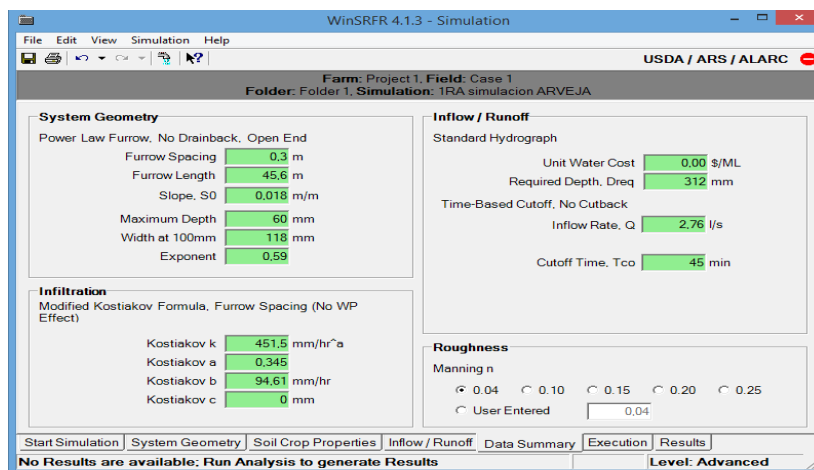 WinSRFR 4.1.3 - Simulation
File Edit View Simulation Help
USDA / ARS / ALARC
Farm: Project 1, Field: Case 1
Folder: Folder 1, Simulation: 1RA simulacion ARVEJA
System Geometry
Power Law Furrow, No Drainback, Open End
Furrow Spacing 0,3 m
Furrow Length 45,6 m
Slope, S0 0,018 m/m
Maximum Depth 60 mm
Width at 100mm 118 mm
Exponent 0,59
Infiltration
Modified Kostiakov Formula, Furrow Spacing (No WP
Effect)
Kostiakov k 451,5 mm/hr^a
Kostiakov a 0,345
Kostiakov b 94,61 mm/hr
Kostiakov c 0 mm
Inflow / Runoff
Standard Hydrograph
Unit Water Cost 0,00 $/ML
Required Depth, Dreq 312 mm
Time-Based Cutoff, No Cutback
Inflow Rate, Q 2,76 l/s
Cutoff Time, Tco 45 min
Roughness
Manning n
0.04 0.10 0.15 0.20 0.25
User Entered 0,04
Start Simulation System Geometry Soil Crop Properties Inflow / Runoff Data Summary Execution Results
No Results are available; Run Analysis to generate Results Level: Advanced